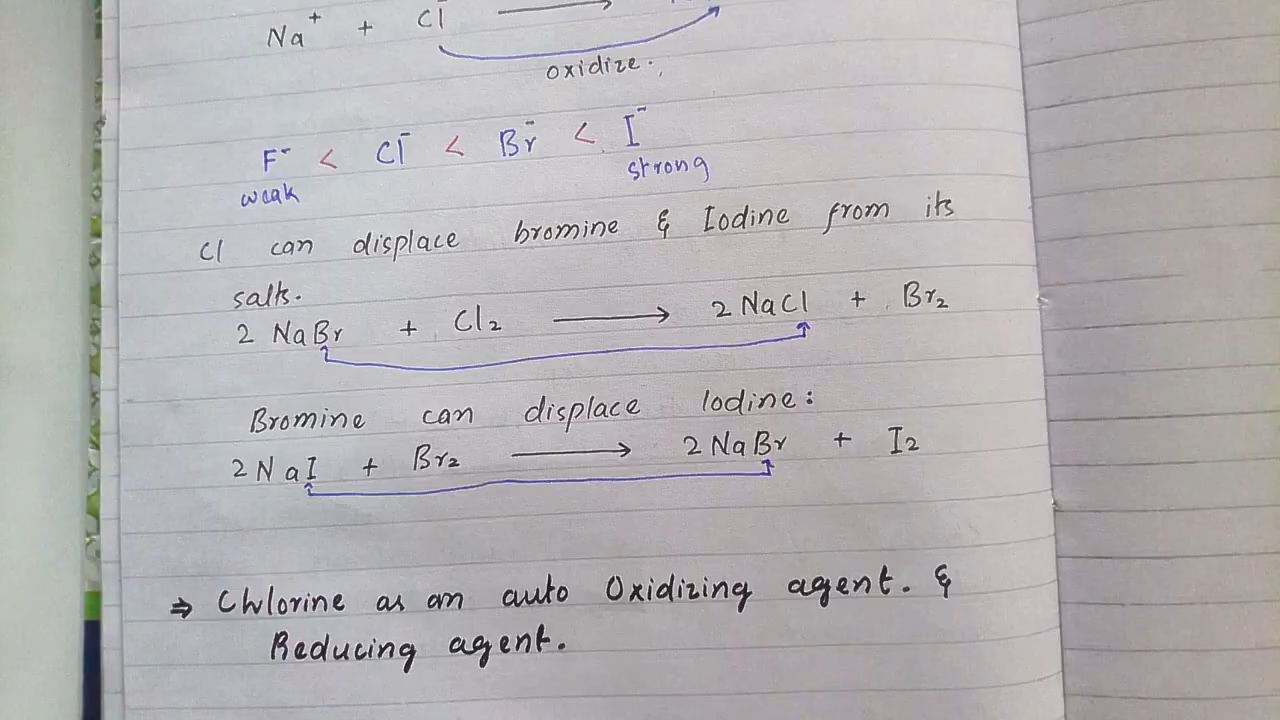 Na⁺ + Cl⁻ ⟶
oxidize.
F⁻ < Cl⁻ < Br⁻ < I⁻
weak strong
Cl can displace bromine & Iodine from its
salts.
2 NaBr + Cl₂ ⟶ 2 NaCl + Br₂
Bromine can displace Iodine:
2 NaI + Br₂ ⟶ 2 NaBr + I₂
⇒ Chlorine as an auto Oxidizing agent. &
Reducing agent.